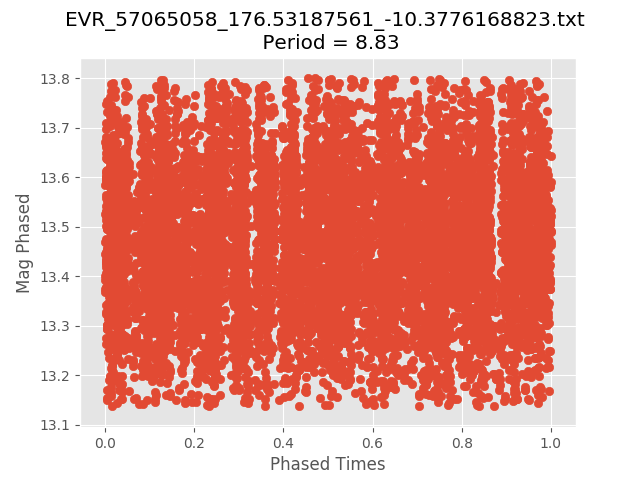 EVR_57065058_176.53187561_-10.3776168823.txt
Period = 8.83
13.8
13.7
13.6
13.5
13.4
13.3
13.2
13.1
Mag Phased
0.0 0.2 0.4 0.6 0.8 1.0
Phased Times